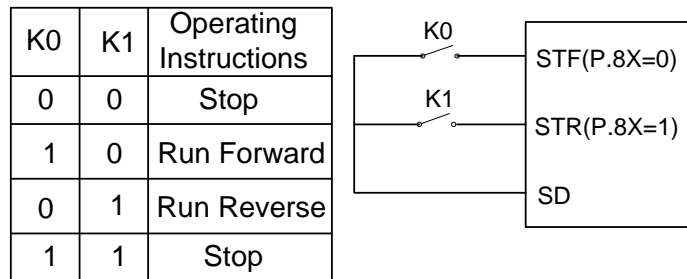 K0 K1 Operating Instructions
0 0 Stop
1 0 Run Forward
0 1 Run Reverse
1 1 Stop
K0
STF(P.8X=0)
K1
STR(P.8X=1)
SD